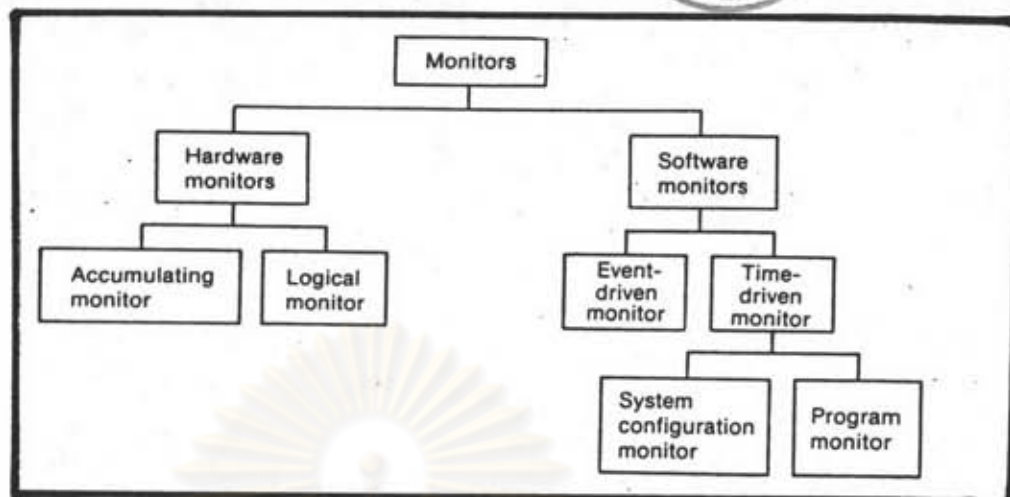 Monitors
Hardware
monitors
Software
monitors
Accumulating
monitor
Logical
monitor
Event-
driven
monitor
Time-
driven
monitor
System
configuration
monitor
Program
monitor